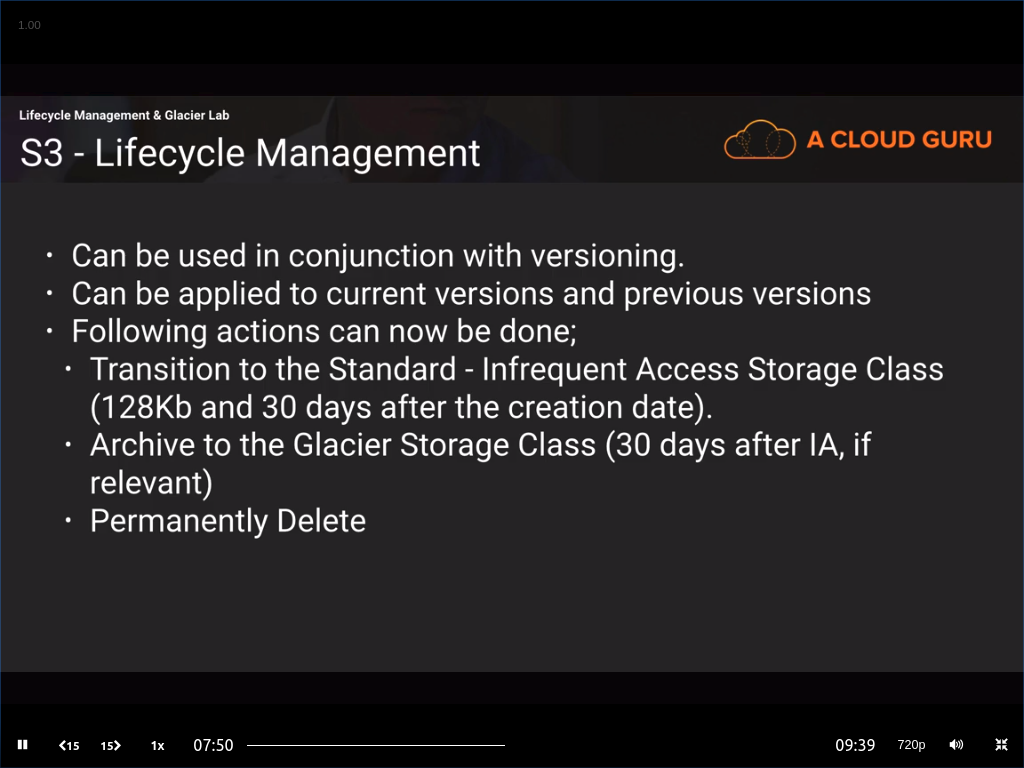 1.00
Lifecycle Management & Glacier Lab
S3 - Lifecycle Management
A CLOUD GURU
• Can be used in conjunction with versioning.
• Can be applied to current versions and previous versions
• Following actions can now be done;
• Transition to the Standard - Infrequent Access Storage Class
(128Kb and 30 days after the creation date).
• Archive to the Glacier Storage Class (30 days after IA, if
relevant)
• Permanently Delete
15 15 1x 07:50 09:39 720p